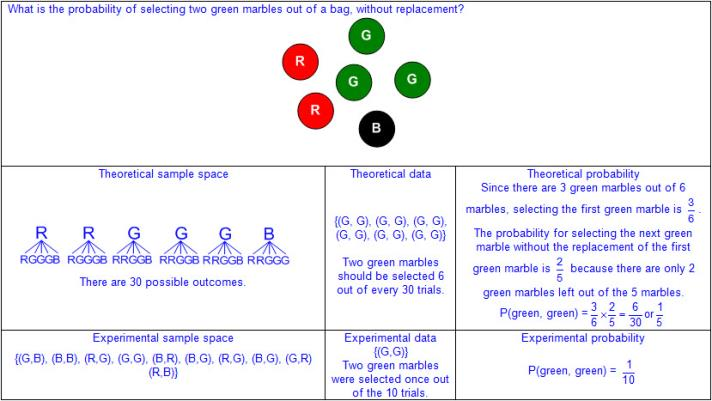 What is the probability of selecting two green marbles out of a bag, without replacement?
G
R
G
G
R
B
Theoretical sample space
R R G G G B
RGGGB RGGGB RRGGB RRGGB RRGGB RRGGG
There are 30 possible outcomes.
Theoretical data
{(G, G), (G, G), (G, G),
(G, G), (G, G), (G, G)}
Two green marbles
should be selected 6
out of every 30 trials.
Theoretical probability
Since there are 3 green marbles out of 6
marbles, selecting the first green marble is 3/6 .
The probability for selecting the next green
marble without the replacement of the first
green marble is 2/5 because there are only 2
green marbles left out of the 5 marbles.
P(green, green) = 3/6 × 2/5 = 6/30 or 1/5
Experimental sample space
{(G,B), (B,B), (R,G), (G,G), (B,R), (B,G), (R,G), (B,G), (G,R)
(R,B)}
Experimental data
{(G,G)}
Two green marbles
were selected once out
of the 10 trials.
Experimental probability
P(green, green) = 1/10